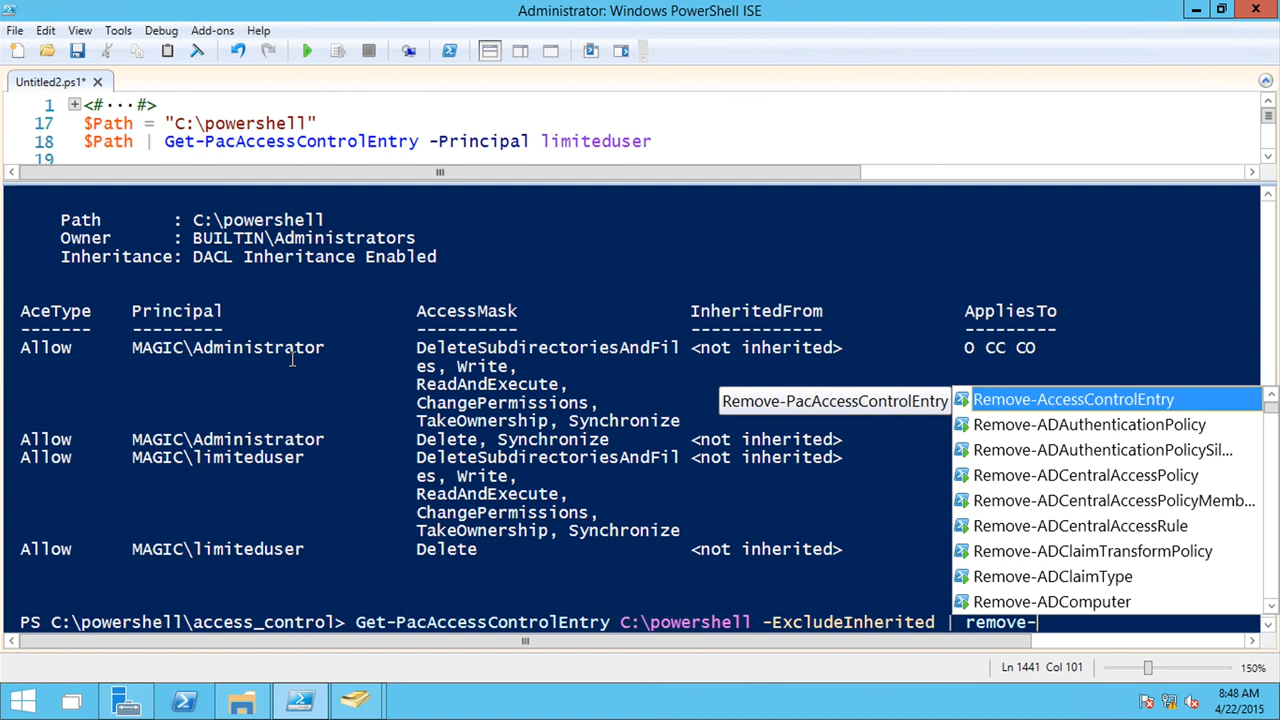 Administrator: Windows PowerShell ISE
File Edit View Tools Debug Add-ons Help
Untitled2.ps1* X
1 <#···#>
17 $Path = "C:\powershell"
18 $Path | Get-PacAccessControlEntry -Principal limiteduser
19
Path : C:\powershell
Owner : BUILTIN\Administrators
Inheritance: DACL Inheritance Enabled
AceType Principal AccessMask InheritedFrom AppliesTo
------- --------- ---------- ------------- ---------
Allow MAGIC\Administrator DeleteSubdirectoriesAndFil <not inherited> O CC CO
es, Write,
ReadAndExecute,
ChangePermissions,
TakeOwnership, Synchronize
Allow MAGIC\Administrator Delete, Synchronize <not inherited>
Allow MAGIC\limiteduser DeleteSubdirectoriesAndFil <not inherited>
es, Write,
ReadAndExecute,
ChangePermissions,
TakeOwnership, Synchronize
Allow MAGIC\limiteduser Delete <not inherited>
Remove-PacAccessControlEntry
Remove-AccessControlEntry
Remove-ADAuthenticationPolicy
Remove-ADAuthenticationPolicySil...
Remove-ADCentralAccessPolicy
Remove-ADCentralAccessPolicyMemb...
Remove-ADCentralAccessRule
Remove-ADClaimTransformPolicy
Remove-ADClaimType
Remove-ADComputer
PS C:\powershell\access_control> Get-PacAccessControlEntry C:\powershell -ExcludeInherited | remove-
Ln 1441 Col 101 150%
8:48 AM
4/22/2015